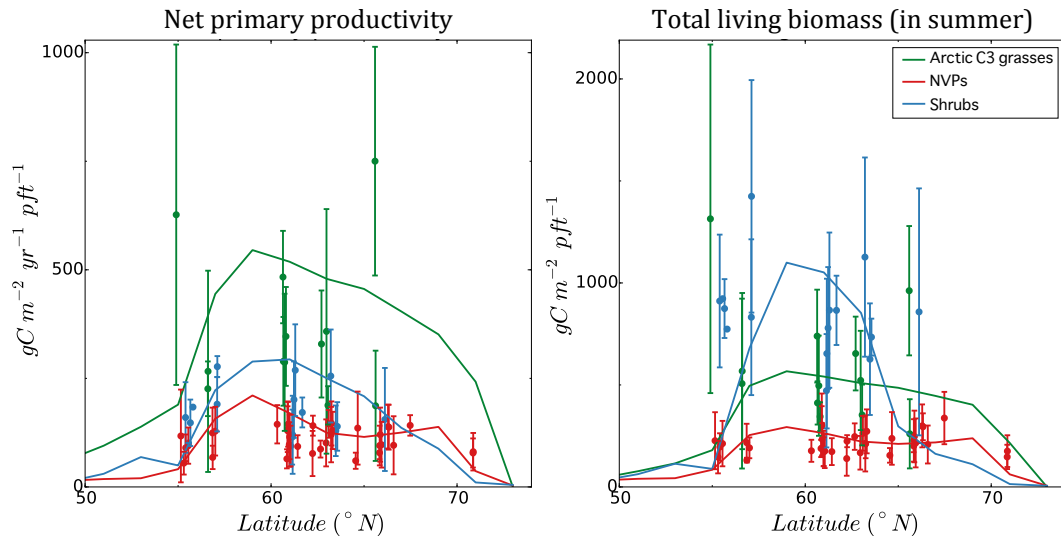 Net primary productivity
Total living biomass (in summer)
1000
500
0
50
60
70
gC m⁻² yr⁻¹ pft⁻¹
Latitude (° N)
2000
1000
0
50
60
70
gC m⁻² pft⁻¹
Latitude (° N)
Arctic C3 grasses
NVPs
Shrubs